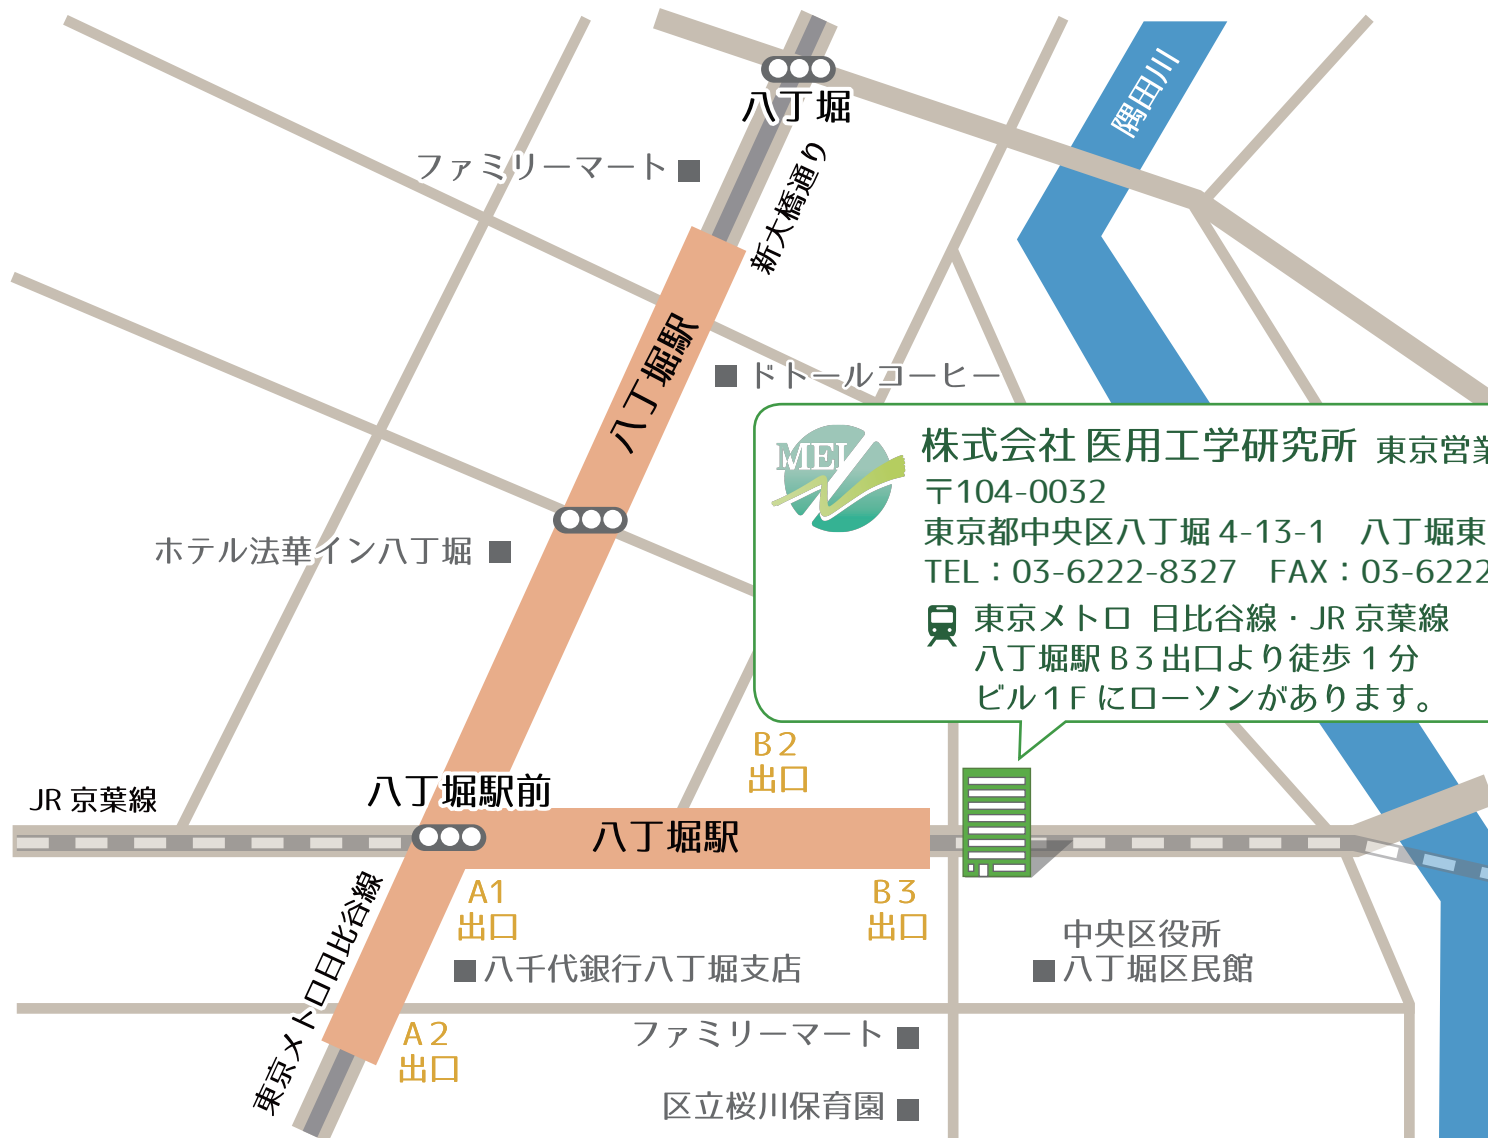 隅田川
八丁堀
ファミリーマート
新大橋通り
八丁堀駅
ドトールコーヒー
MEI
株式会社 医用工学研究所 東京営業
〒104-0032
東京都中央区八丁堀 4-13-1 八丁堀東
TEL：03-6222-8327 FAX：03-6222
東京メトロ 日比谷線・JR 京葉線
八丁堀駅 B3 出口より徒歩 1 分
ビル1F にローソンがあります。
ホテル法華イン八丁堀
B2
出口
八丁堀駅前
JR 京葉線
八丁堀駅
A1
出口
B3
出口
東京メトロ日比谷線
中央区役所
八丁堀区民館
八千代銀行八丁堀支店
A2
出口
ファミリーマート
区立桜川保育園